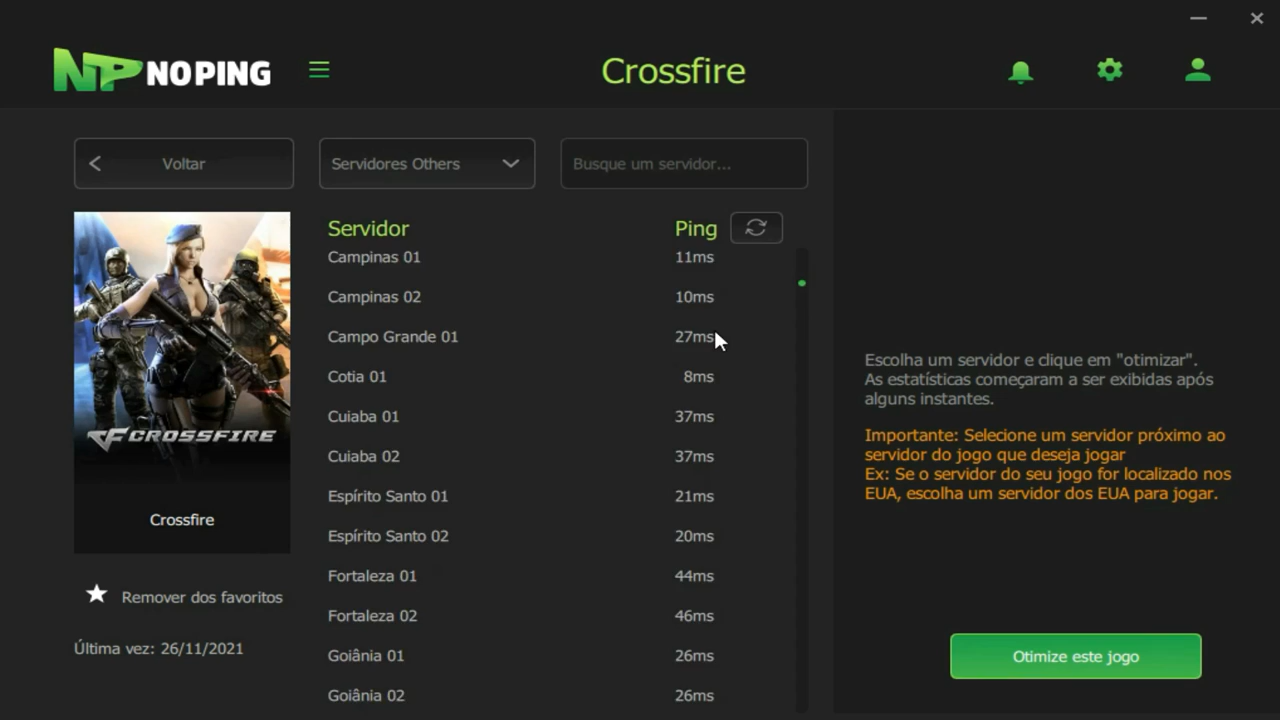 NP NOPING
Crossfire
Voltar
Servidores Others
Busque um servidor...
CF CROSSFIRE
Crossfire
Remover dos favoritos
Última vez: 26/11/2021
Servidor Ping
Campinas 01 11ms
Campinas 02 10ms
Campo Grande 01 27ms
Cotia 01 8ms
Cuiaba 01 37ms
Cuiaba 02 37ms
Espírito Santo 01 21ms
Espírito Santo 02 20ms
Fortaleza 01 44ms
Fortaleza 02 46ms
Goiânia 01 26ms
Goiânia 02 26ms
Escolha um servidor e clique em "otimizar".
As estatísticas começaram a ser exibidas após
alguns instantes.
Importante: Selecione um servidor próximo ao
servidor do jogo que deseja jogar
Ex: Se o servidor do seu jogo for localizado nos
EUA, escolha um servidor dos EUA para jogar.
Otimize este jogo